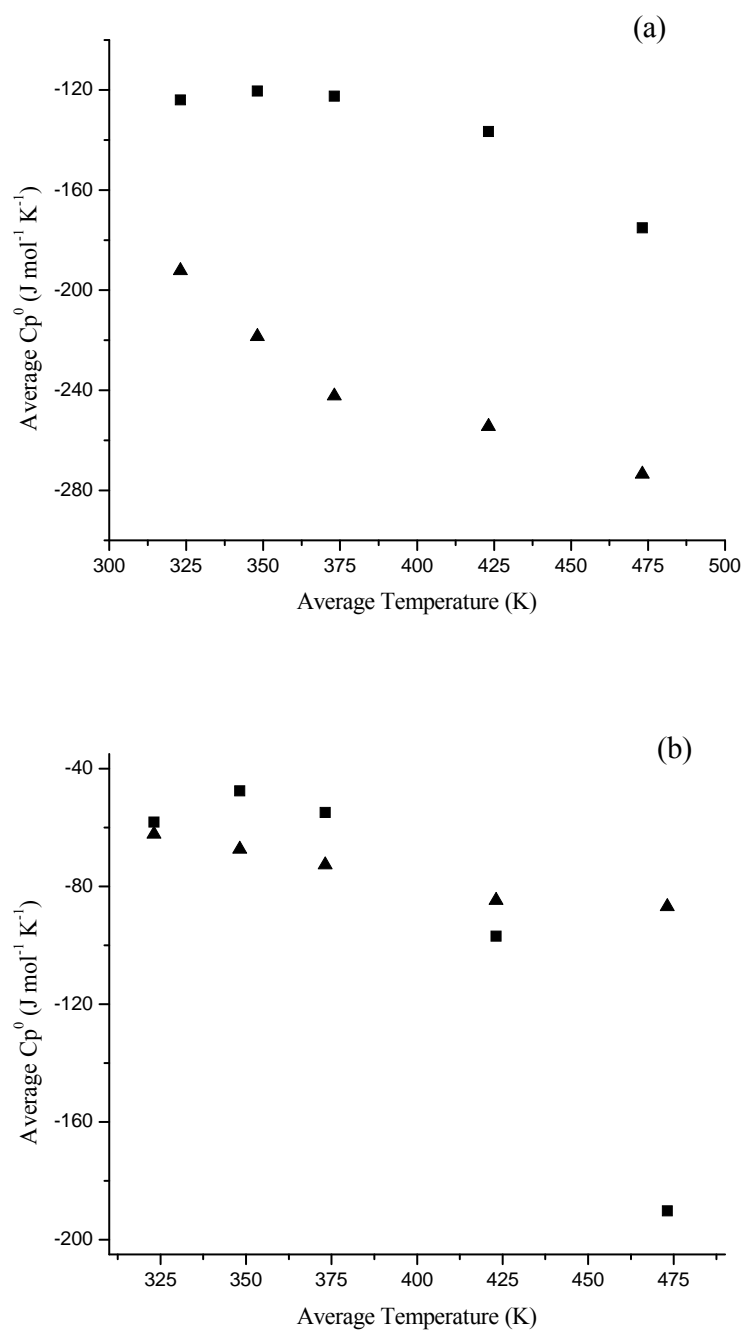 (a)
-120
-160
-200
-240
-280
Average Cp⁰ (J mol⁻¹ K⁻¹)
300 325 350 375 400 425 450 475 500
Average Temperature (K)
(b)
-40
-80
-120
-160
-200
Average Cp⁰ (J mol⁻¹ K⁻¹)
325 350 375 400 425 450 475
Average Temperature (K)